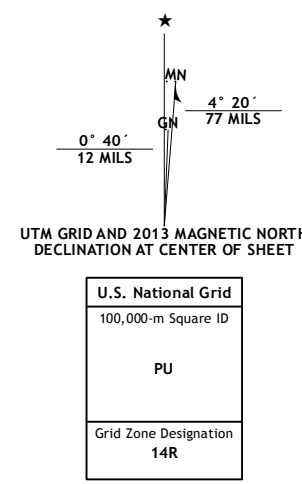 ★
MN
4° 20´
77 MILS
GN
0° 40´
12 MILS
UTM GRID AND 2013 MAGNETIC NORTH
DECLINATION AT CENTER OF SHEET
U.S. National Grid
100,000-m Square ID
PU
Grid Zone Designation
14R